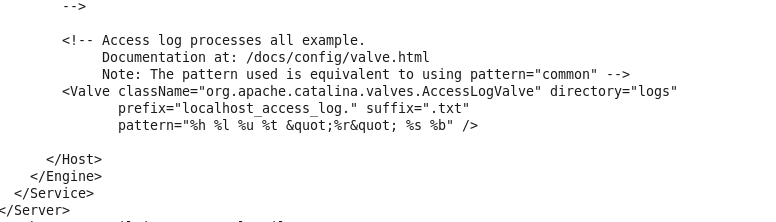 -->
<!-- Access log processes all example.
Documentation at: /docs/config/valve.html
Note: The pattern used is equivalent to using pattern="common" -->
<Valve className="org.apache.catalina.valves.AccessLogValve" directory="logs"
prefix="localhost_access_log." suffix=".txt"
pattern="%h %l %u %t &quot;%r&quot; %s %b" />
</Host>
</Engine>
</Service>
</Server>